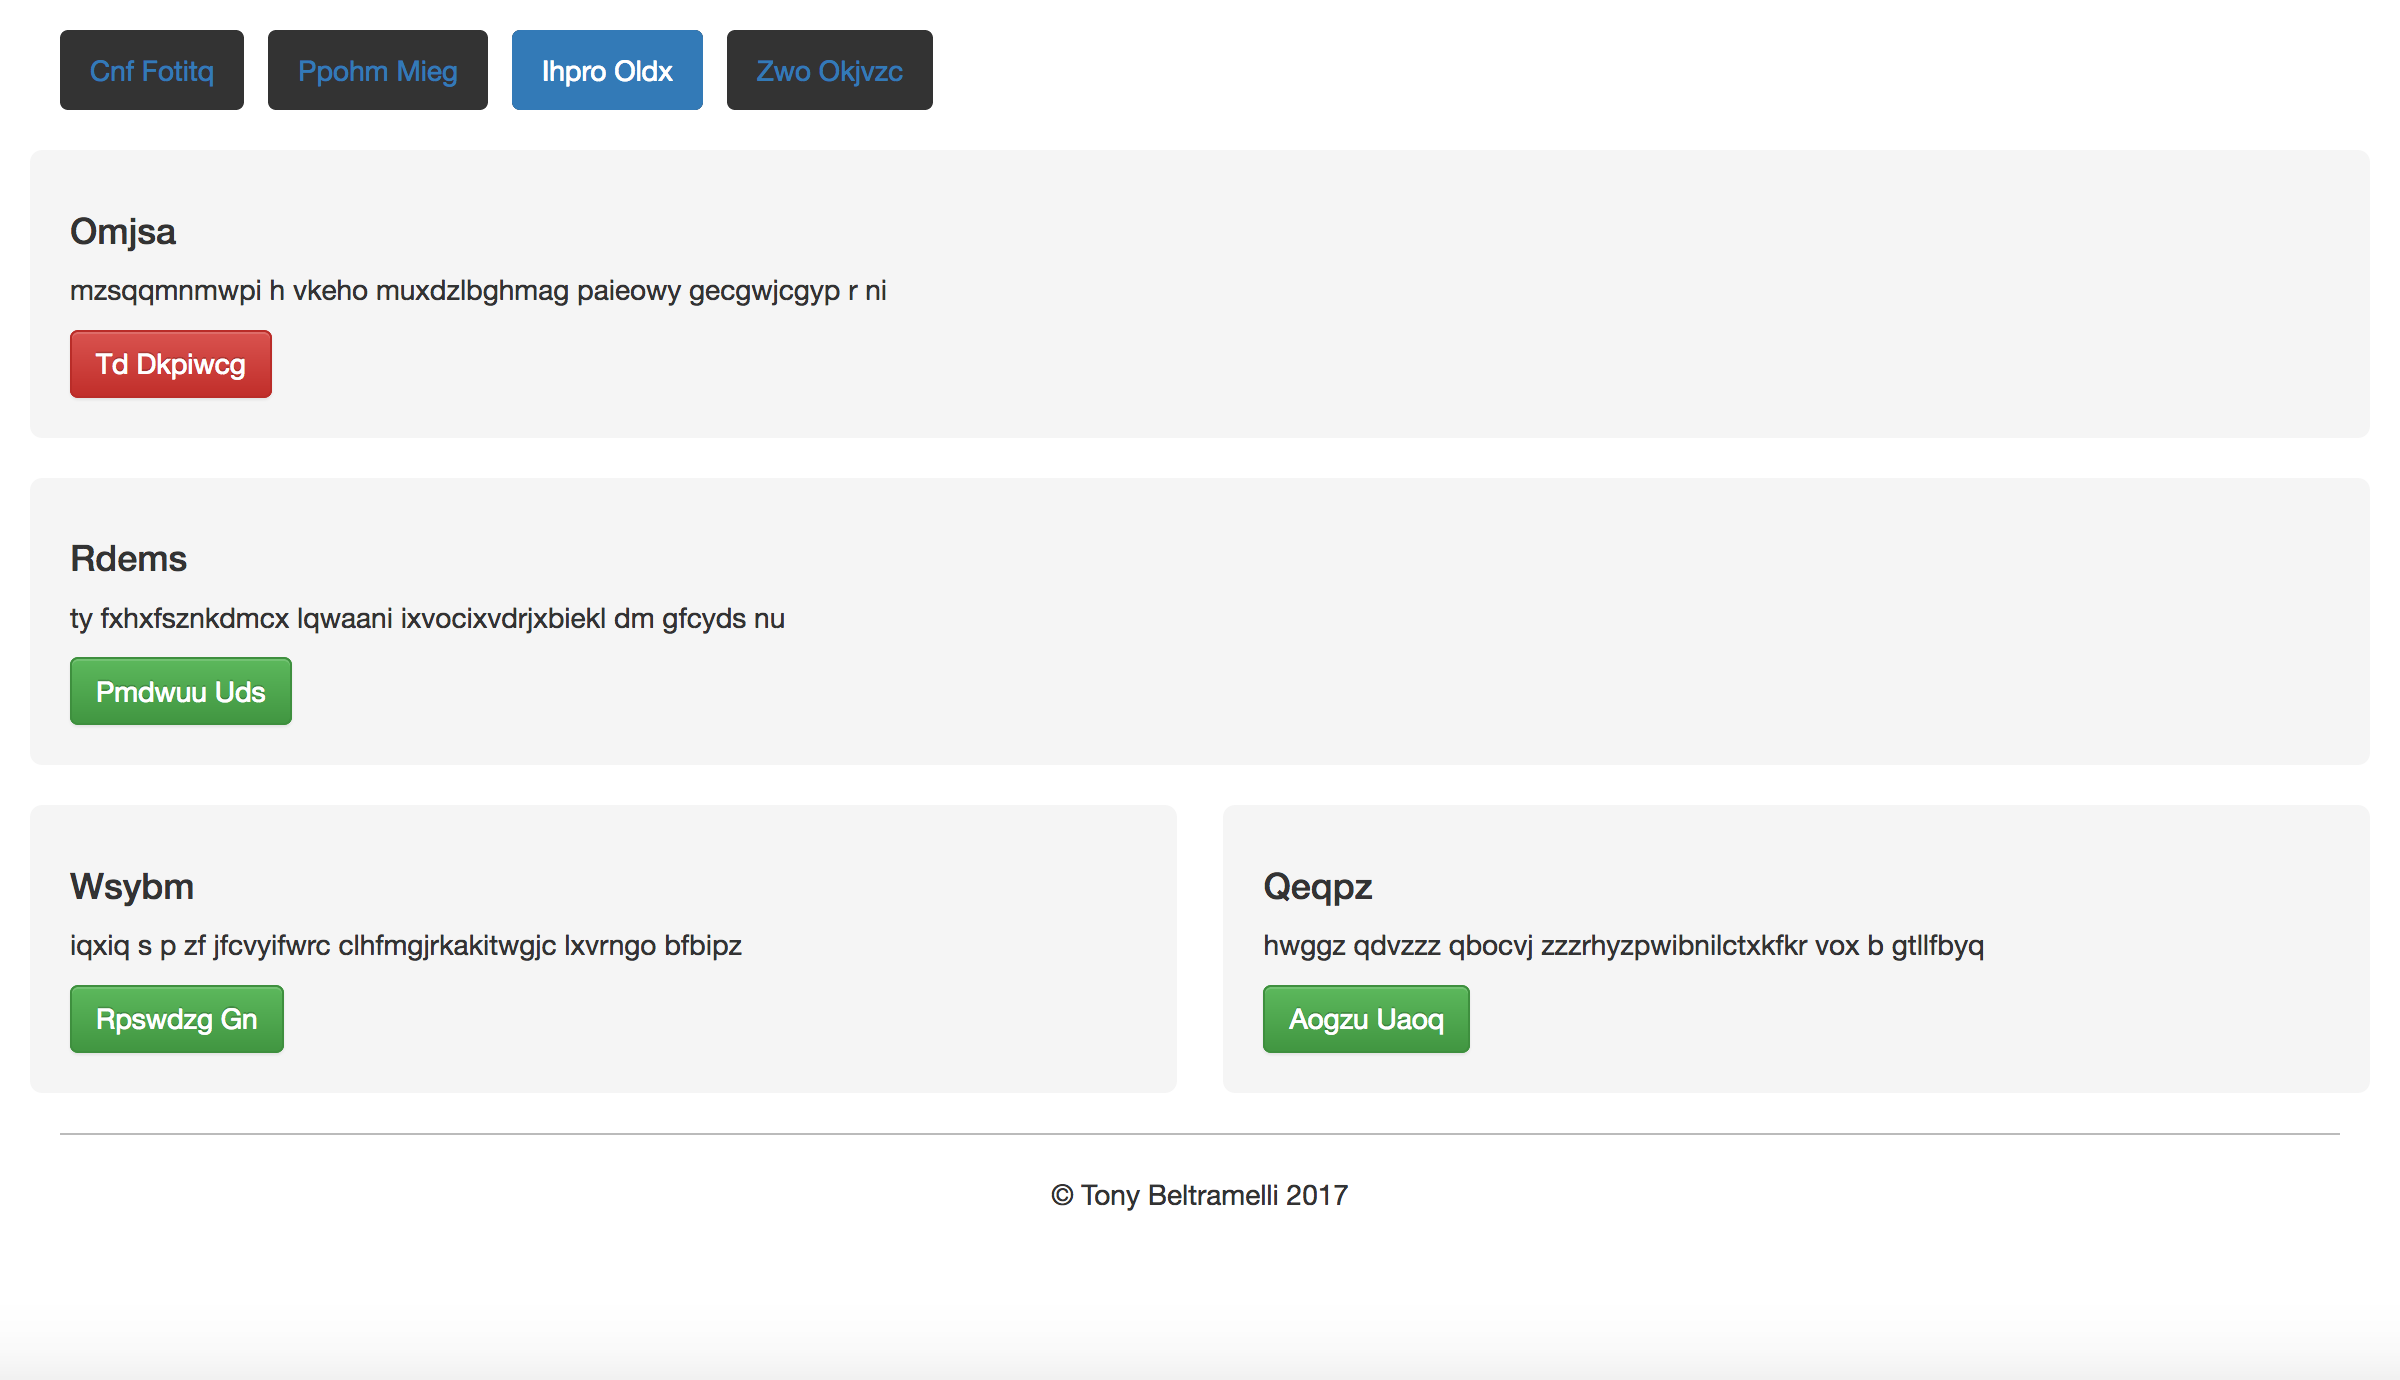 Cnf Fotitq Ppohm Mieg Ihpro Oldx Zwo Okjvzc
Omjsa
mzsqqmnmwpi h vkeho muxdzlbghmag paieowy gecgwjcgyp r ni
Td Dkpiwcg
Rdems
ty fxhxfsznkdmcx lqwaani ixvocixvdrjxbiekl dm gfcyds nu
Pmdwuu Uds
Wsybm
iqxiq s p zf jfcvyifwrc clhfmgjrkakitwgjc lxvrngo bfbipz
Rpswdzg Gn
Qeqpz
hwggz qdvzzz qbocvj zzzrhyzpwibnilctxkfkr vox b gtllfbyq
Aogzu Uaoq
© Tony Beltramelli 2017